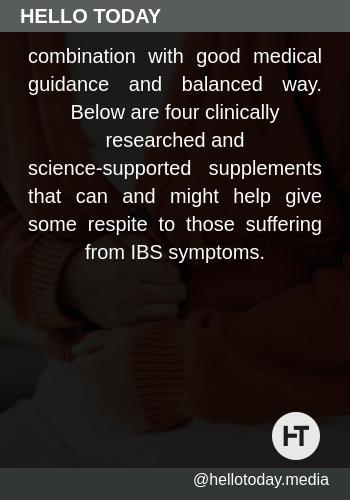 HELLO TODAY
combination with good medical
guidance and balanced way.
Below are four clinically
researched and
science-supported supplements
that can and might help give
some respite to those suffering
from IBS symptoms.
HT
@hellotoday.media